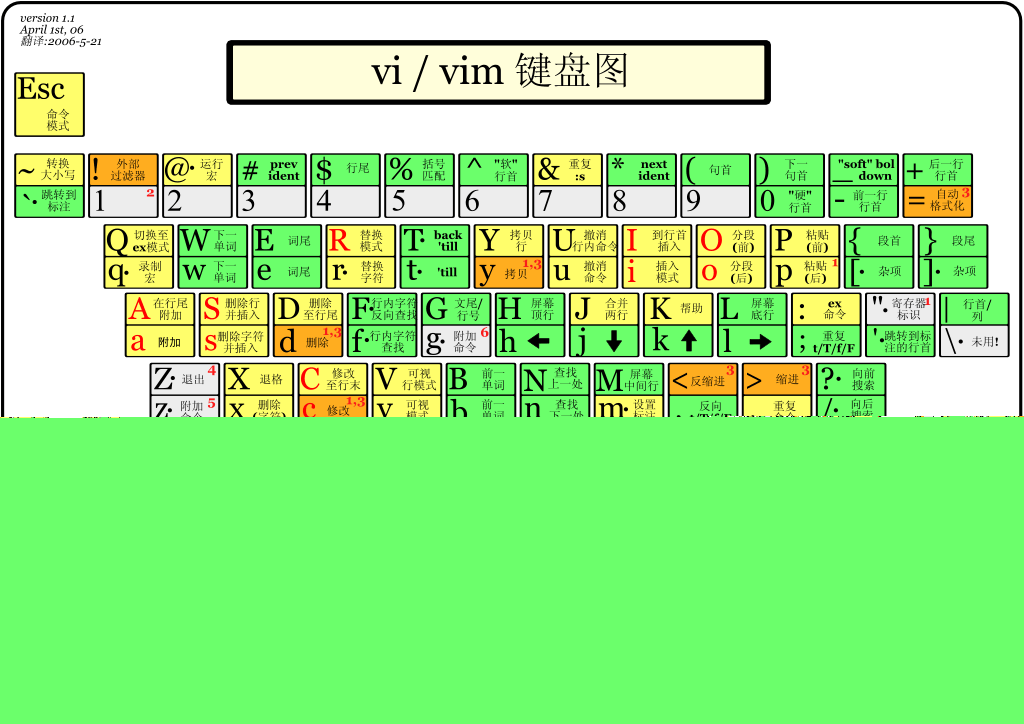 version 1.1
April 1st, 06
翻译:2006-5-21
vi / vim 键盘图
Esc
命令
模式
~ 转换
大小写
`· 跳转到
标注
! 外部
过滤器
1 2
@· 运行
宏
2
# prev
ident
3
$ 行尾
4
% 括号
匹配
5
^ "软"
行首
6
& 重复
:s
7
* next
ident
8
( 句首
9
) 下一
句首
0 "硬"
行首
"soft" bol
_ down
- 前一行
行首
+ 后一行
行首
= 自动 3
格式化
Q 切换至
ex模式
q· 录制
宏
W 下一
单词
w 下一
单词
E 词尾
e 词尾
R 替换
模式
r· 替换
字符
T· back
'till
t· 'till
Y 拷贝
行
y 拷贝 1,3
U 撤消
行内命令
u 撤消
命令
I 到行首
插入
i 插入
模式
O 分段
(前)
o 分段
(后)
P 粘贴
(前)
p 粘贴 1
(后)
{ 段首
[· 杂项
} 段尾
]· 杂项
A 在行尾
附加
a 附加
S 删除行
并插入
s 删除字符
并插入
D 删除
至行尾
d 删除 1,3
F· 行内字符
反向查找
f· 行内字符
查找
G 文尾/
行号
g· 附加 6
命令
H 屏幕
顶行
h ←
J 合并
两行
j ↓
K 帮助
k ↑
L 屏幕
底行
l →
: ex
命令
; 重复
t/T/f/F
"· 寄存器 1
标识
'· 跳转到标
注的行首
| 行首/
列
\· 未用!
Z· 退出 4
z· 附加 5
X 退格
x 删除
(字符)
C 修改
至行末
c 修改 1,3
V 可视
行模式
v 可视
B 前一
单词
b 前一
N 查找
上一处
n 查找
下一处
M 屏幕
中间行
m· 设置
标注
< 反缩进 3
反向
t/T/f/F
> 缩进 3
重复
?· 向前
搜索
/· 向后
搜索